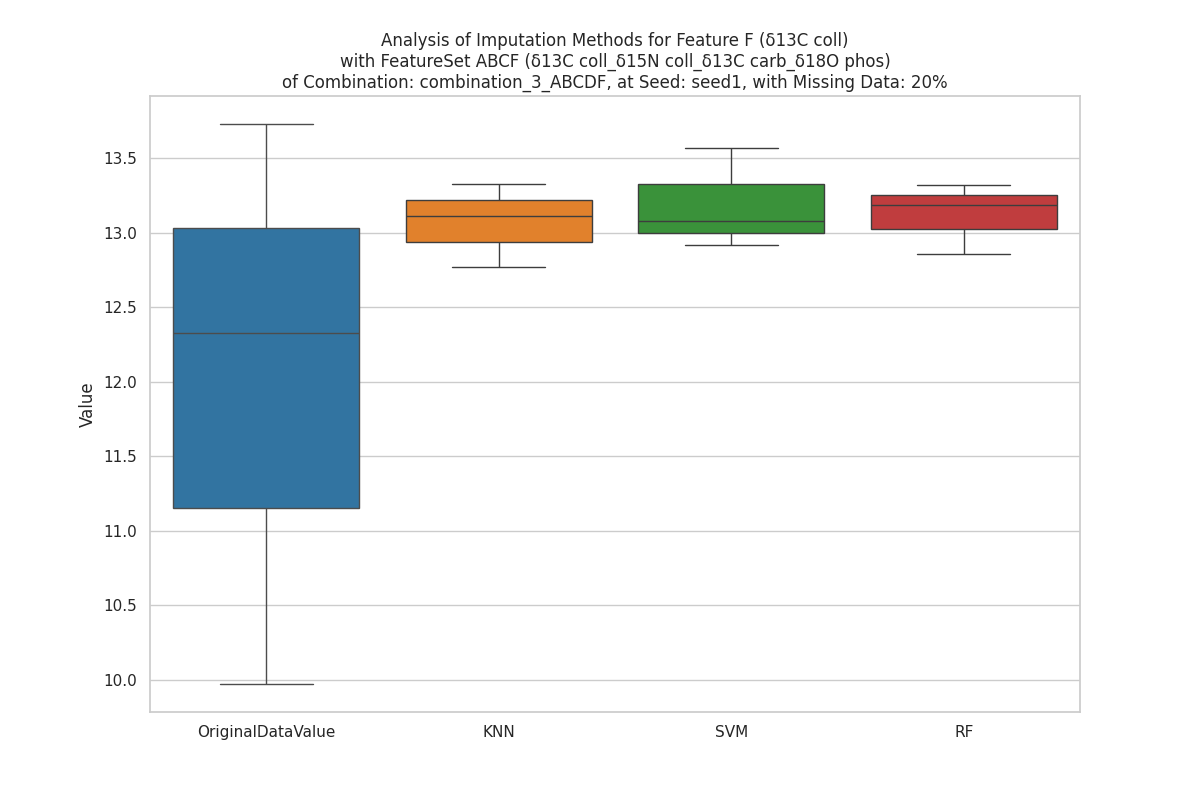 Analysis of Imputation Methods for Feature F (δ13C coll)
with FeatureSet ABCF (δ13C coll_δ15N coll_δ13C carb_δ18O phos)
of Combination: combination_3_ABCDF, at Seed: seed1, with Missing Data: 20%
13.5
13.0
12.5
12.0
11.5
11.0
10.5
10.0
Value
OriginalDataValue
KNN
SVM
RF